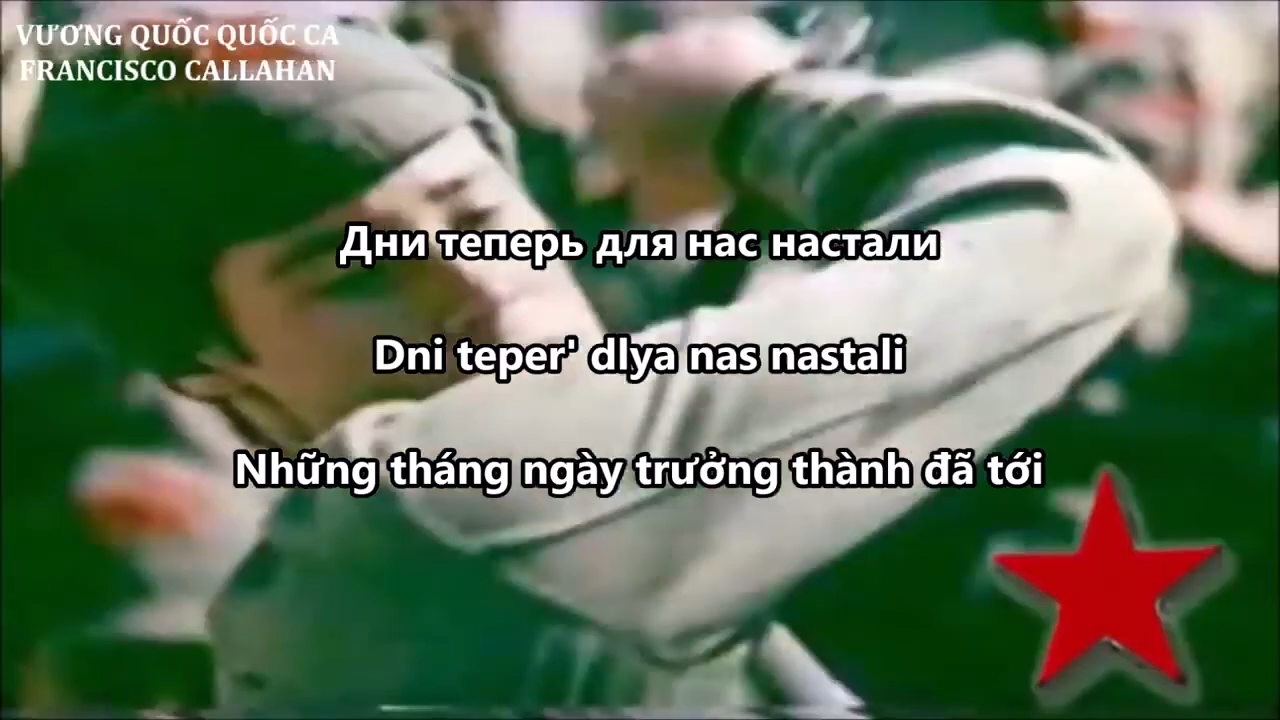 VƯƠNG QUỐC QUỐC CA
FRANCISCO CALLAHAN
Дни теперь для нас настали
Dni teper' dlya nas nastali
Những tháng ngày trưởng thành đã tới